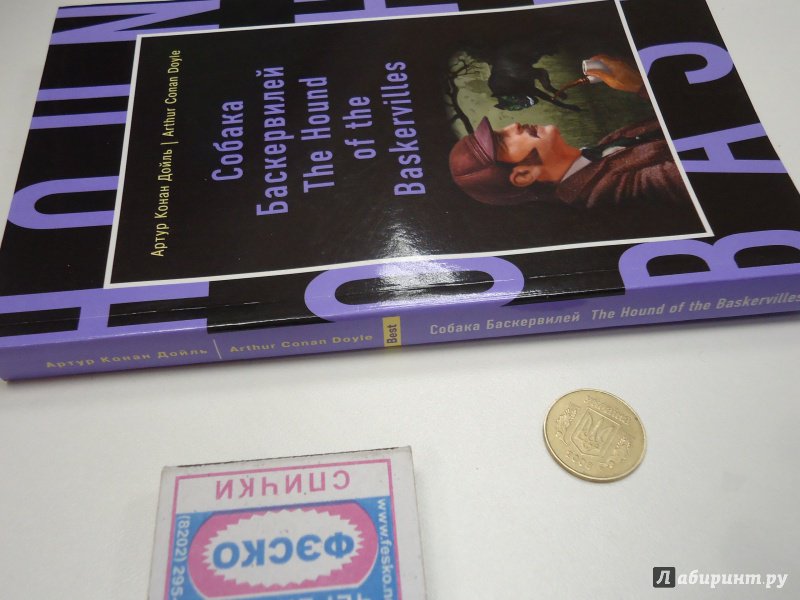 Артур Конан Дойль | Arthur Conan Doyle
Собака
Баскервилей
The Hound
of the
Baskervilles
Артур Конан Дойль | Arthur Conan Doyle Best Собака Баскервилей The Hound of the Baskervilles
УКРАЇНА
СПИЧКИ
ФЭСКО
(8202) 295-
www.fesko.
Лабиринт.ру